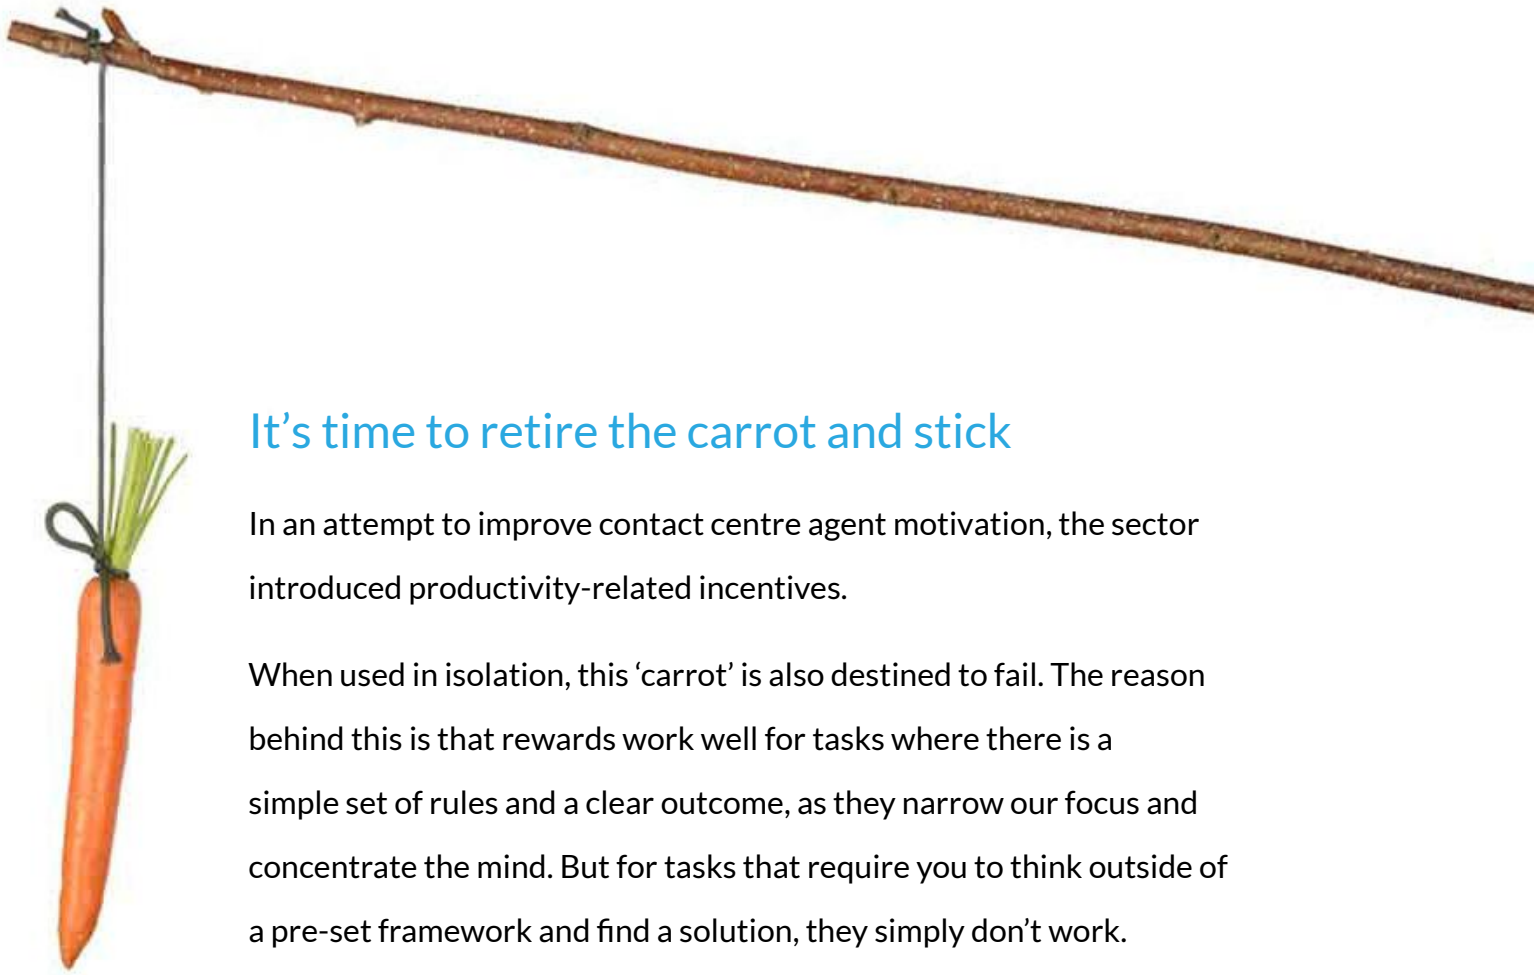 It’s time to retire the carrot and stick
In an attempt to improve contact centre agent motivation, the sector
introduced productivity-related incentives.
When used in isolation, this ‘carrot’ is also destined to fail. The reason
behind this is that rewards work well for tasks where there is a
simple set of rules and a clear outcome, as they narrow our focus and
concentrate the mind. But for tasks that require you to think outside of
a pre-set framework and find a solution, they simply don’t work.